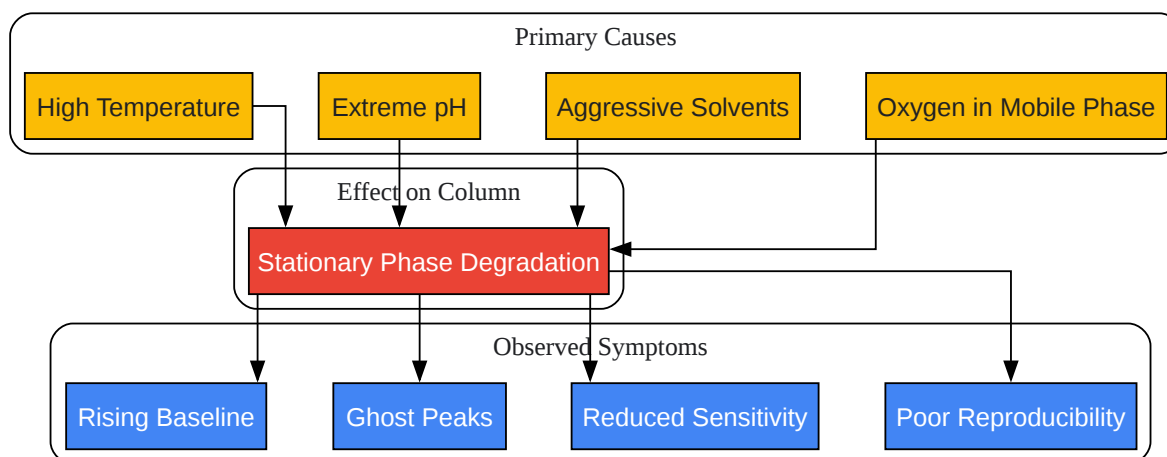 Primary Causes
High Temperature
Extreme pH
Aggressive Solvents
Oxygen in Mobile Phase
Effect on Column
Stationary Phase Degradation
Observed Symptoms
Rising Baseline
Ghost Peaks
Reduced Sensitivity
Poor Reproducibility